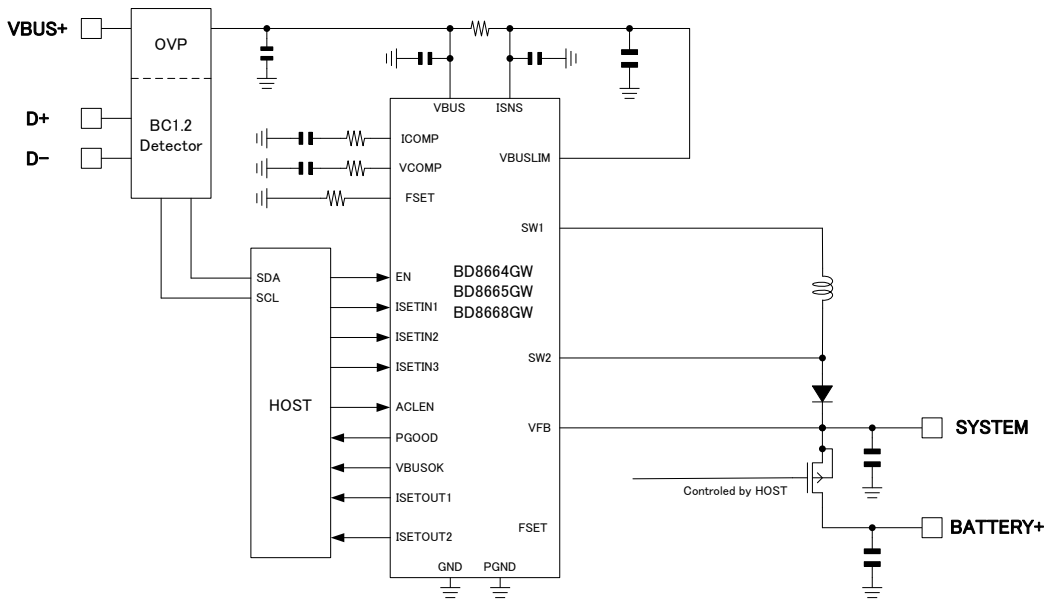 VBUS+
OVP
D+
D-
BC1.2
Detector
VBUS
ISNS
ICOMP
VCOMP
FSET
VBUSLIM
SW1
SDA
SCL
HOST
EN
ISETIN1
ISETIN2
ISETIN3
ACLEN
PGOOD
VBUSOK
ISETOUT1
ISETOUT2
BD8664GW
BD8665GW
BD8668GW
SW2
VFB
SYSTEM
Controled by HOST
FSET
BATTERY+
GND
PGND